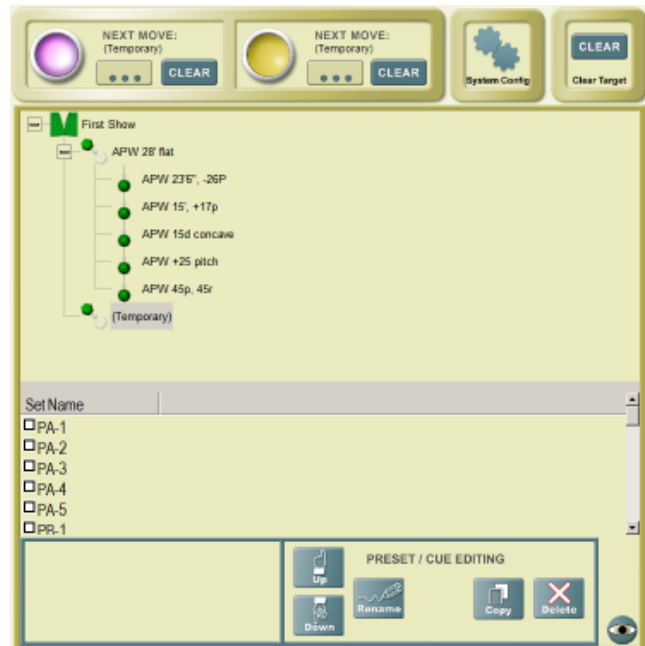 NEXT MOVE:
(Temporary)
CLEAR
NEXT MOVE:
(Temporary)
CLEAR
System Config
CLEAR
Clear Target
First Show
APW 28' flat
APW 23'6", -26P
APW 15', +17p
APW 15d concave
APW +25 pitch
APW 45p, 45r
(Temporary)
Set Name
PA-1
PA-2
PA-3
PA-4
PA-5
PB-1
PRESET / CUE EDITING
Up
Down
Rename
Copy
Delete